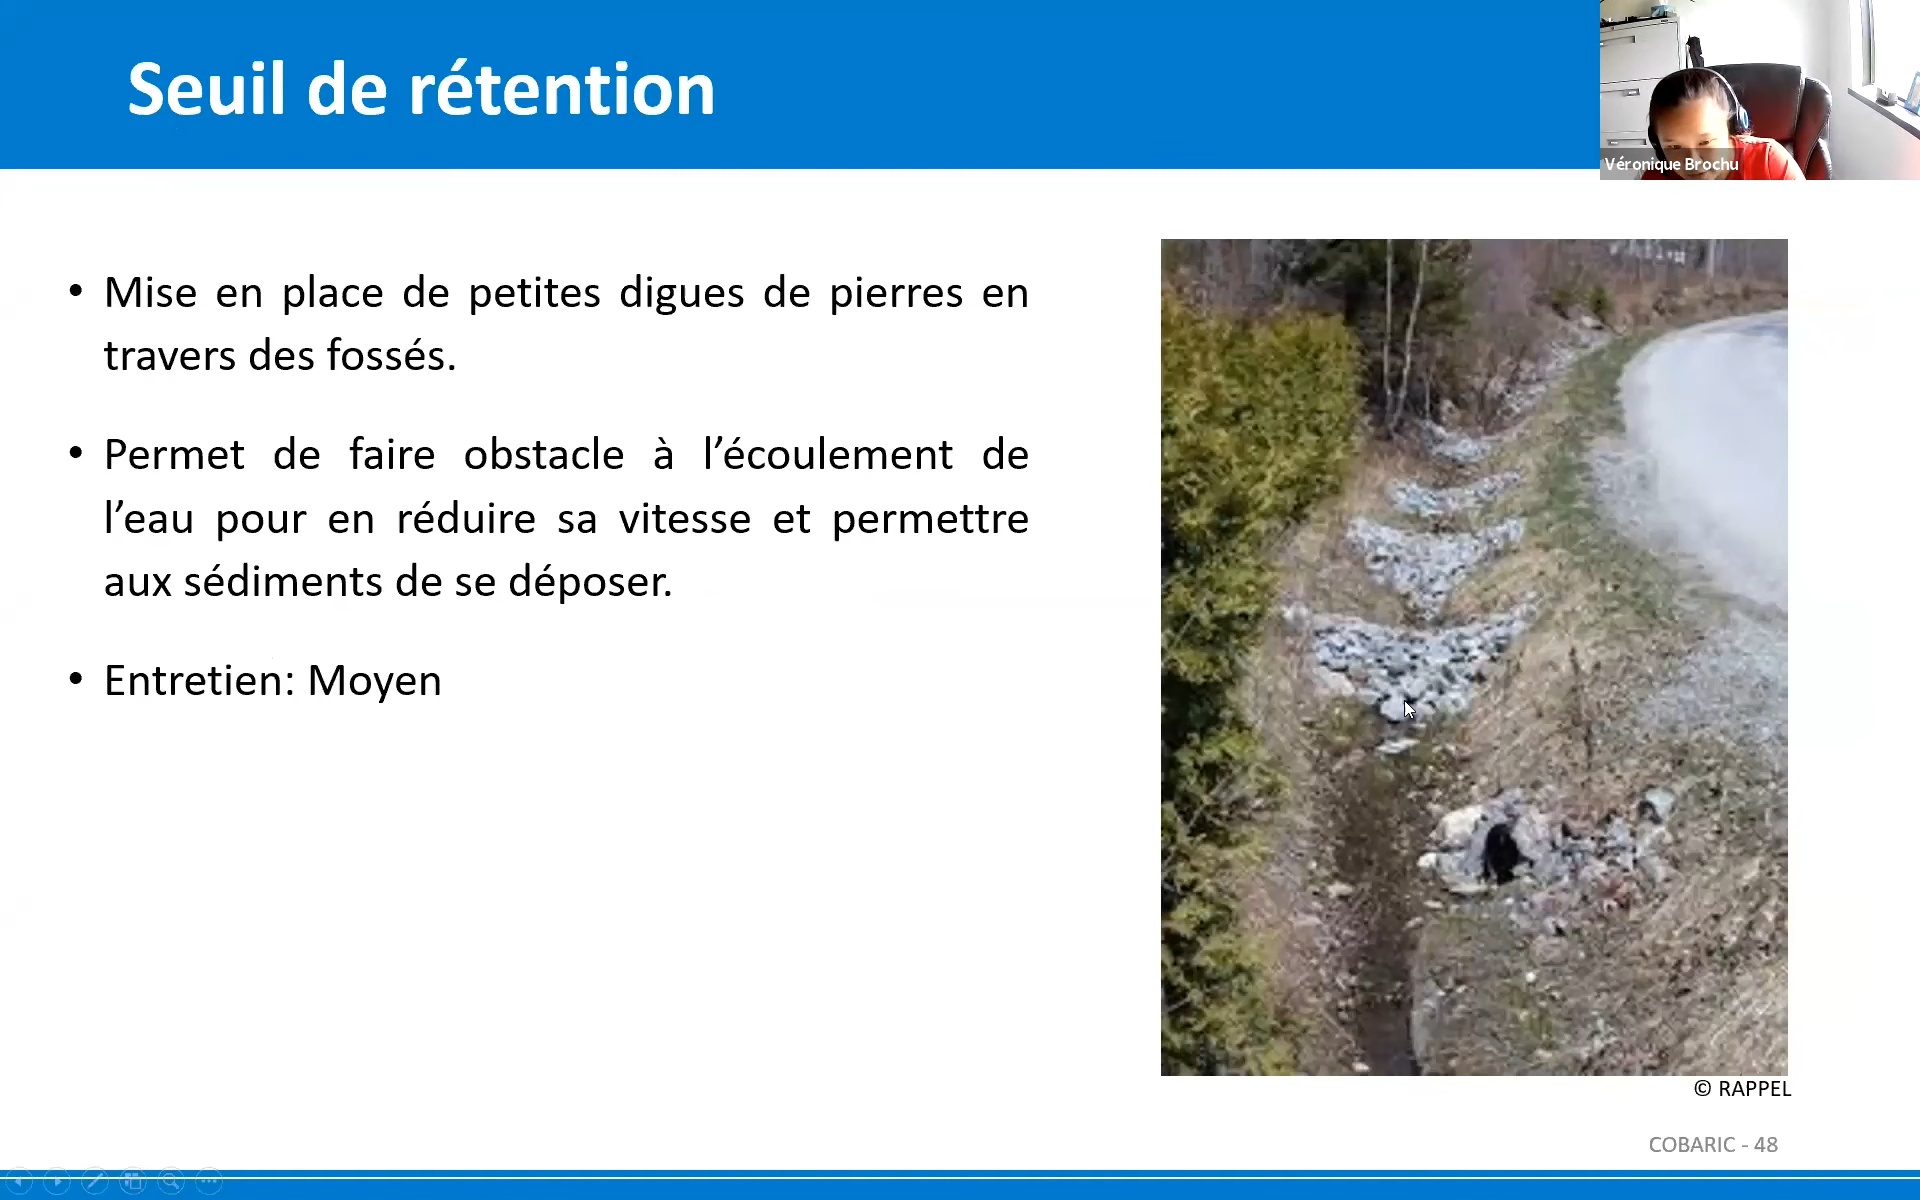 Seuil de rétention
Véronique Brochu
• Mise en place de petites digues de pierres en
travers des fossés.
• Permet de faire obstacle à l’écoulement de
l’eau pour en réduire sa vitesse et permettre
aux sédiments de se déposer.
• Entretien: Moyen
© RAPPEL
COBARIC - 48